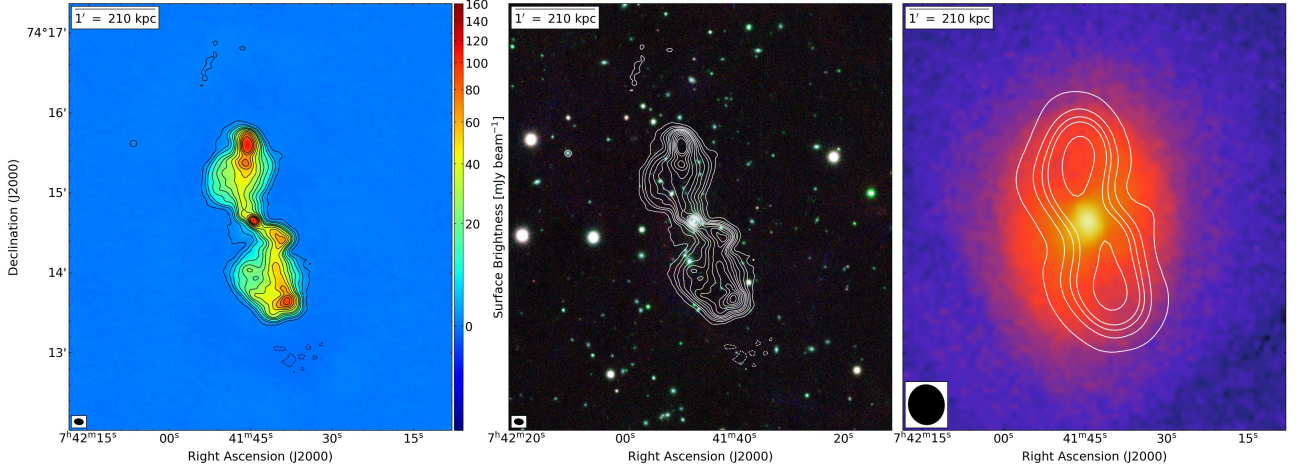 1′ = 210 kpc
74°17'
16'
15'
14'
13'
Declination (J2000)
7ʰ42ᵐ15ˢ
00ˢ
41ᵐ45ˢ
30ˢ
15ˢ
Right Ascension (J2000)
160
140
120
100
80
60
40
20
0
Surface Brightness [mJy beam⁻¹]
1′ = 210 kpc
7ʰ42ᵐ20ˢ
00ˢ
41ᵐ40ˢ
20ˢ
Right Ascension (J2000)
1′ = 210 kpc
7ʰ42ᵐ15ˢ
00ˢ
41ᵐ45ˢ
30ˢ
15ˢ
Right Ascension (J2000)